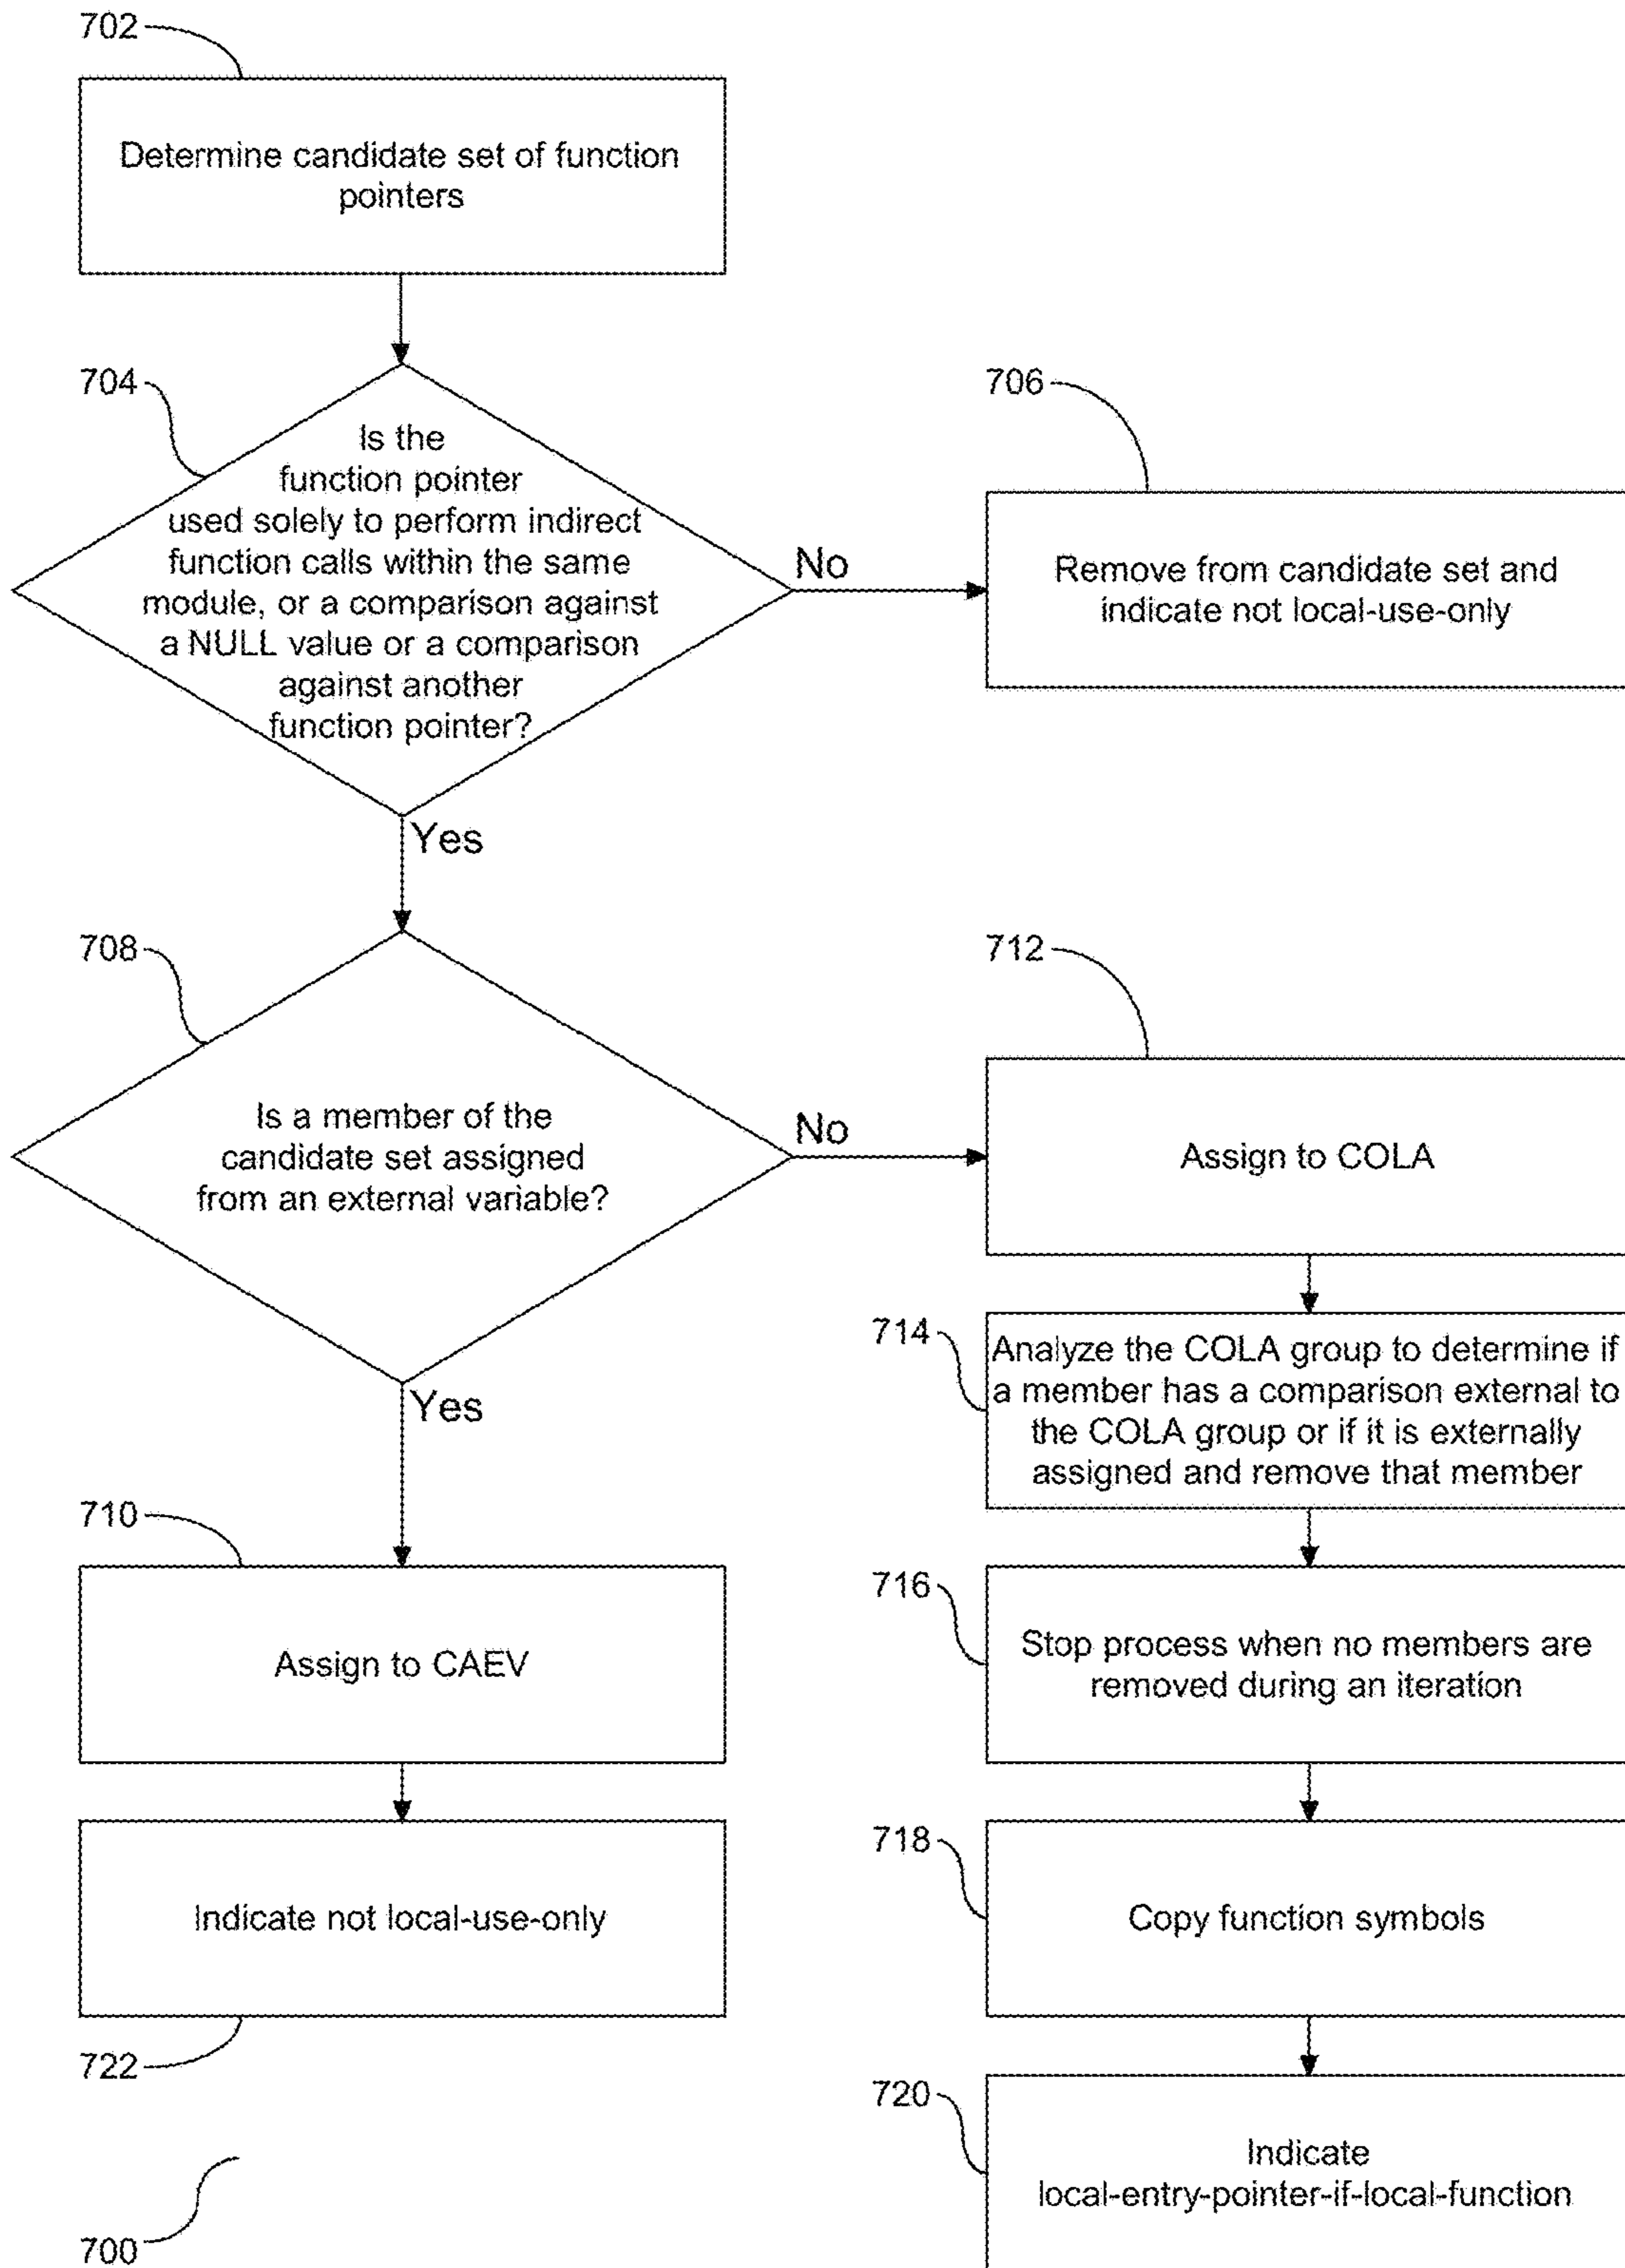 702
Determine candidate set of function
pointers
704
Is the
function pointer
used solely to perform indirect
function calls within the same
module, or a comparison against
a NULL value or a comparison
against another
function pointer?
No
706
Remove from candidate set and
indicate not local-use-only
Yes
708
Is a member of the
candidate set assigned
from an external variable?
No
712
Assign to COLA
714
Analyze the COLA group to determine if
a member has a comparison external to
the COLA group or if it is externally
assigned and remove that member
Yes
710
Assign to CAEV
716
Stop process when no members are
removed during an iteration
722
Indicate not local-use-only
718
Copy function symbols
720
Indicate
local-entry-pointer-if-local-function
700